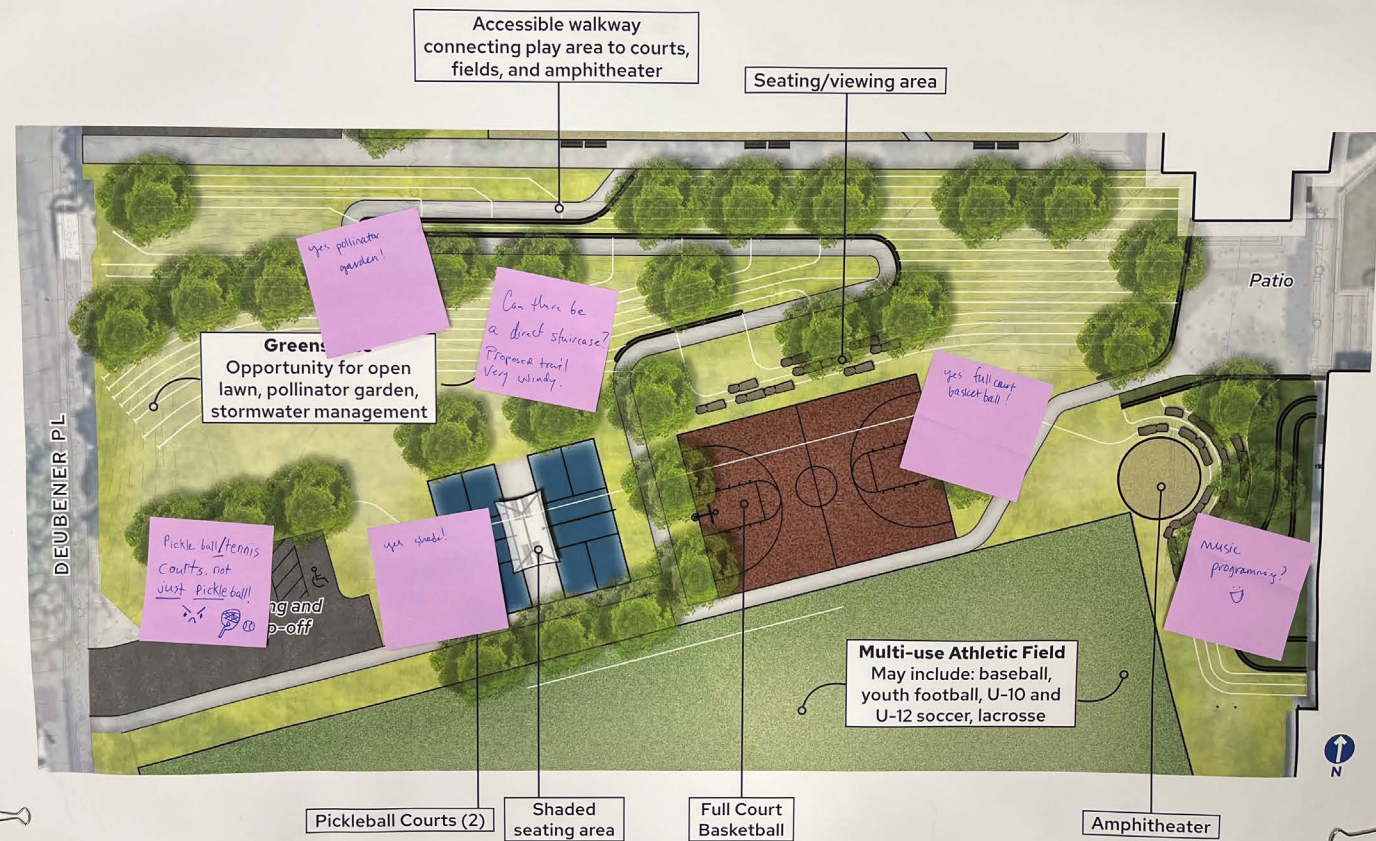 Accessible walkway
connecting play area to courts,
fields, and amphitheater
Seating/viewing area
yes pollinator
garden!
Can there be
a direct staircase?
Proposed trail
very windy.
Patio
Opportunity for open
lawn, pollinator garden,
stormwater management
yes full court
basketball!
DEUBENER PL
Pickle ball/tennis
courts. not
just pickleball!
yes shade!
music
programming?
ng and
p-off
Multi-use Athletic Field
May include: baseball,
youth football, U-10 and
U-12 soccer, lacrosse
N
Pickleball Courts (2)
Shaded
seating area
Full Court
Basketball
Amphitheater